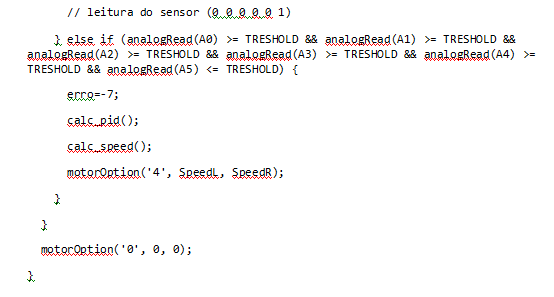 // leitura do sensor (0 0 0 0 0 1)
} else if (analogRead(A0) >= TRESHOLD && analogRead(A1) >= TRESHOLD &&
analogRead(A2) >= TRESHOLD && analogRead(A3) >= TRESHOLD && analogRead(A4) >=
TRESHOLD && analogRead(A5) <= TRESHOLD) {
erro=-7;
calc_pid();
calc_speed();
motorOption('4', SpeedL, SpeedR);
}
}
motorOption('0', 0, 0);
}